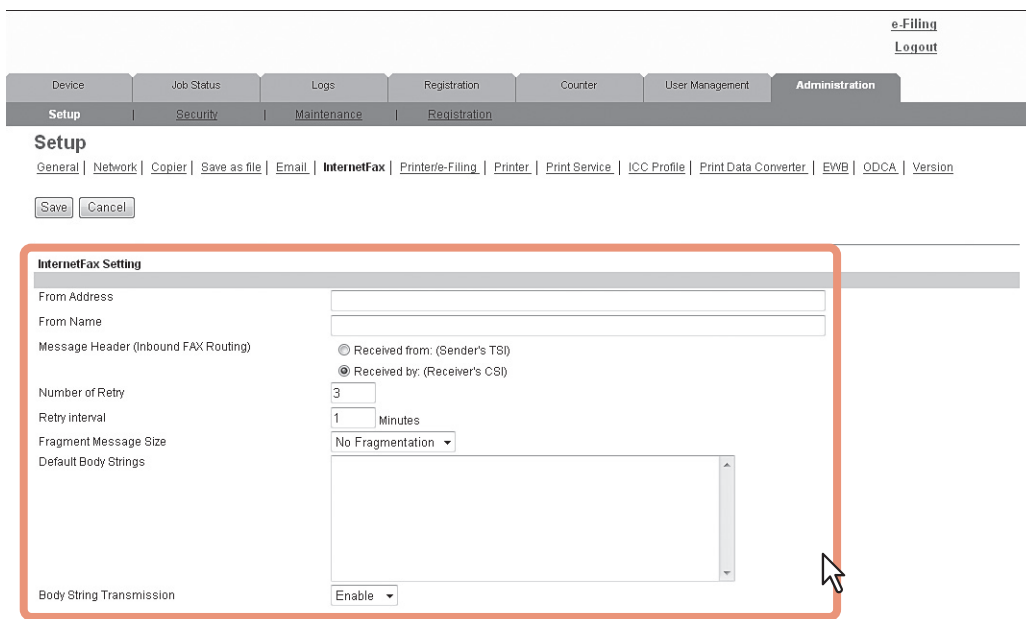 e-Filing
Logout
Device Job Status Logs Registration Counter User Management Administration
Setup | Security | Maintenance | Registration
Setup
General | Network | Copier | Save as file | Email | InternetFax | Printer/e-Filing | Printer | Print Service | ICC Profile | Print Data Converter | EWB | ODCA | Version
Save Cancel
InternetFax Setting
From Address
From Name
Message Header (Inbound FAX Routing) Received from: (Sender's TSI)
Received by: (Receiver's CSI)
Number of Retry 3
Retry interval 1 Minutes
Fragment Message Size No Fragmentation
Default Body Strings
Body String Transmission Enable